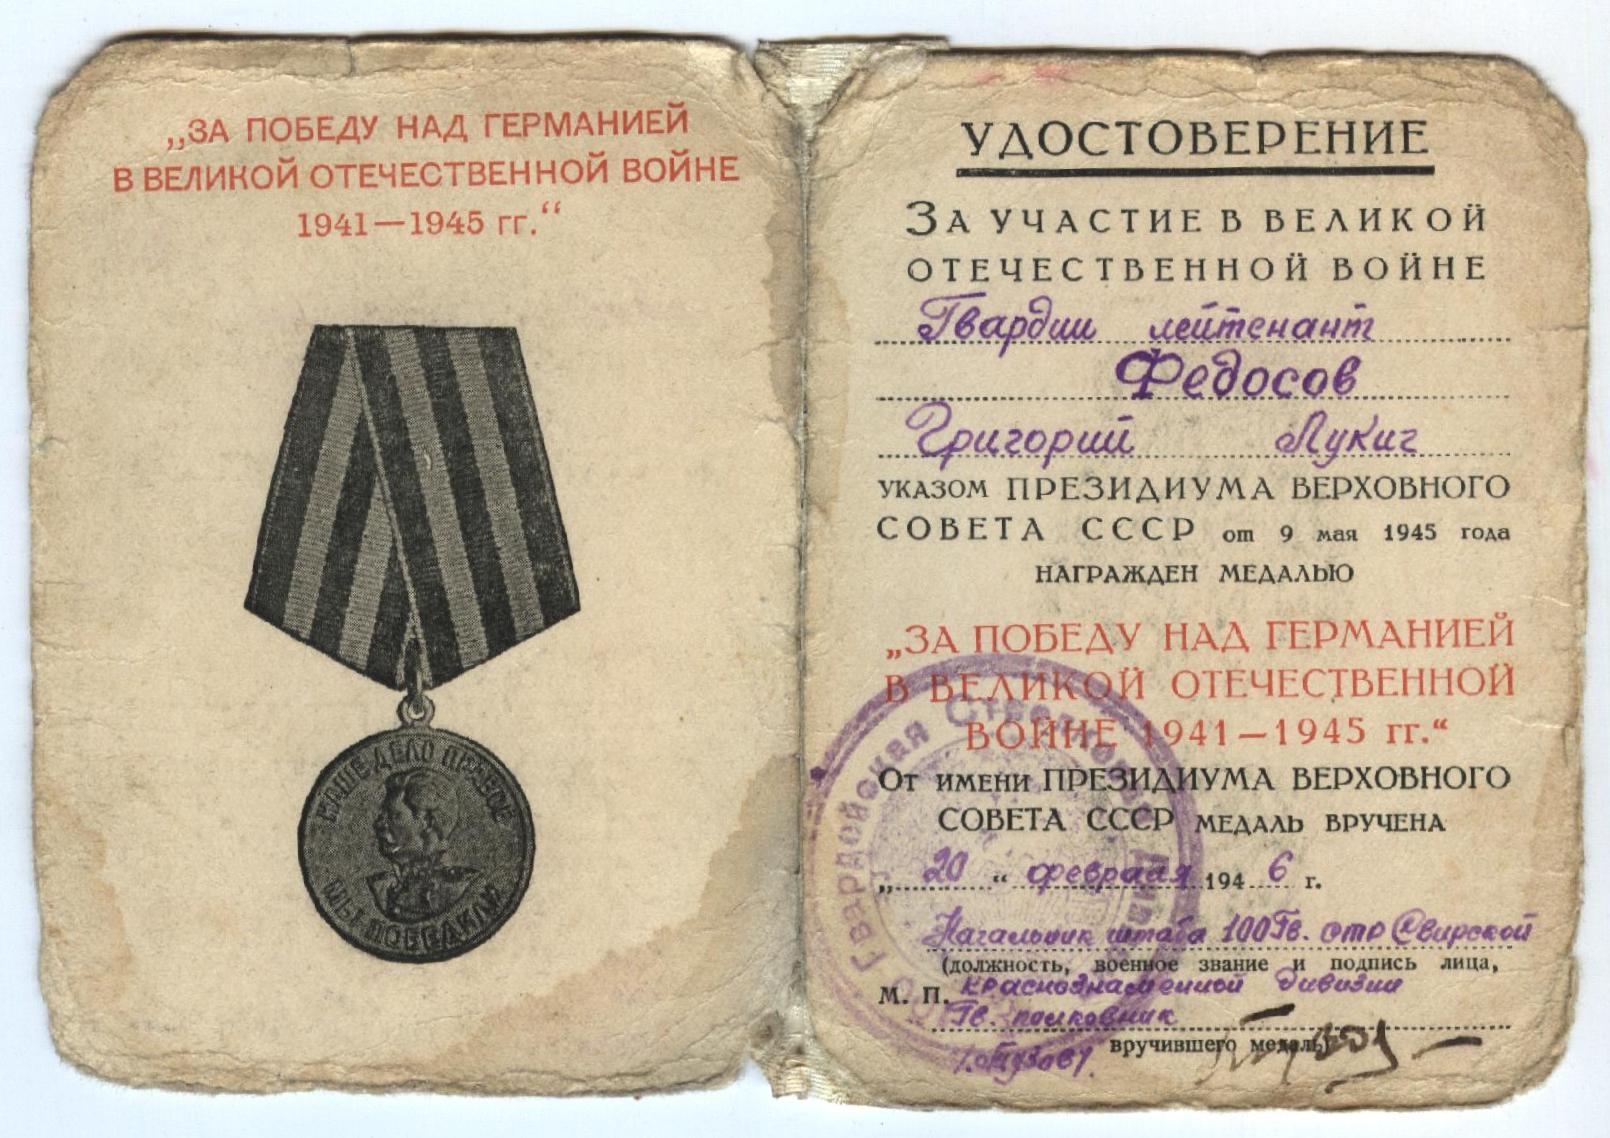 „ЗА ПОБЕДУ НАД ГЕРМАНИЕЙ
В ВЕЛИКОЙ ОТЕЧЕСТВЕННОЙ ВОЙНЕ
1941—1945 гг.“
НАШЕ ДЕЛО ПРАВОЕ
МЫ ПОБЕДИЛИ
УДОСТОВЕРЕНИЕ
ЗА УЧАСТИЕ В ВЕЛИКОЙ
ОТЕЧЕСТВЕННОЙ ВОЙНЕ
Гвардии лейтенант
Федосов
Григорий Лукич
УКАЗОМ ПРЕЗИДИУМА ВЕРХОВНОГО
СОВЕТА СССР от 9 мая 1945 года
НАГРАЖДЕН МЕДАЛЬЮ
„ЗА ПОБЕДУ НАД ГЕРМАНИЕЙ
В ВЕЛИКОЙ ОТЕЧЕСТВЕННОЙ
ВОЙНЕ 1941—1945 гг.“
ОТ ИМЕНИ ПРЕЗИДИУМА ВЕРХОВНОГО
СОВЕТА СССР МЕДАЛЬ ВРУЧЕНА
„20“ февраля 1946 г.
Гвардейская Стрелковая
Начальник штаба 100 Гв. стр Свирской
(должность, военное звание и подпись лица,
М. П. Краснознаменной дивизии
Гв. полковник
вручившего медаль)